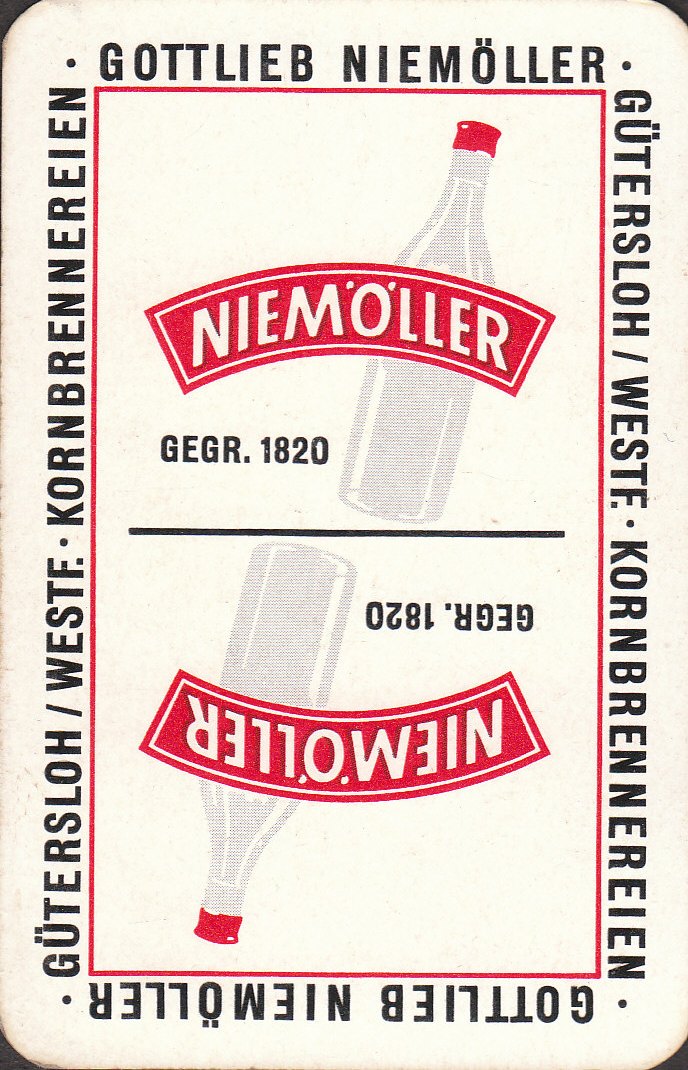 · GOTTLIEB NIEMÖLLER ·
GÜTERSLOH / WESTF. · KORNBRENNEREIEN
NIEMÖLLER
GEGR. 1820
GEGR. 1820
NIEMÖLLER
GOTTLIEB NIEMÖLLER ·
GÜTERSLOH / WESTF. · KORNBRENNEREIEN